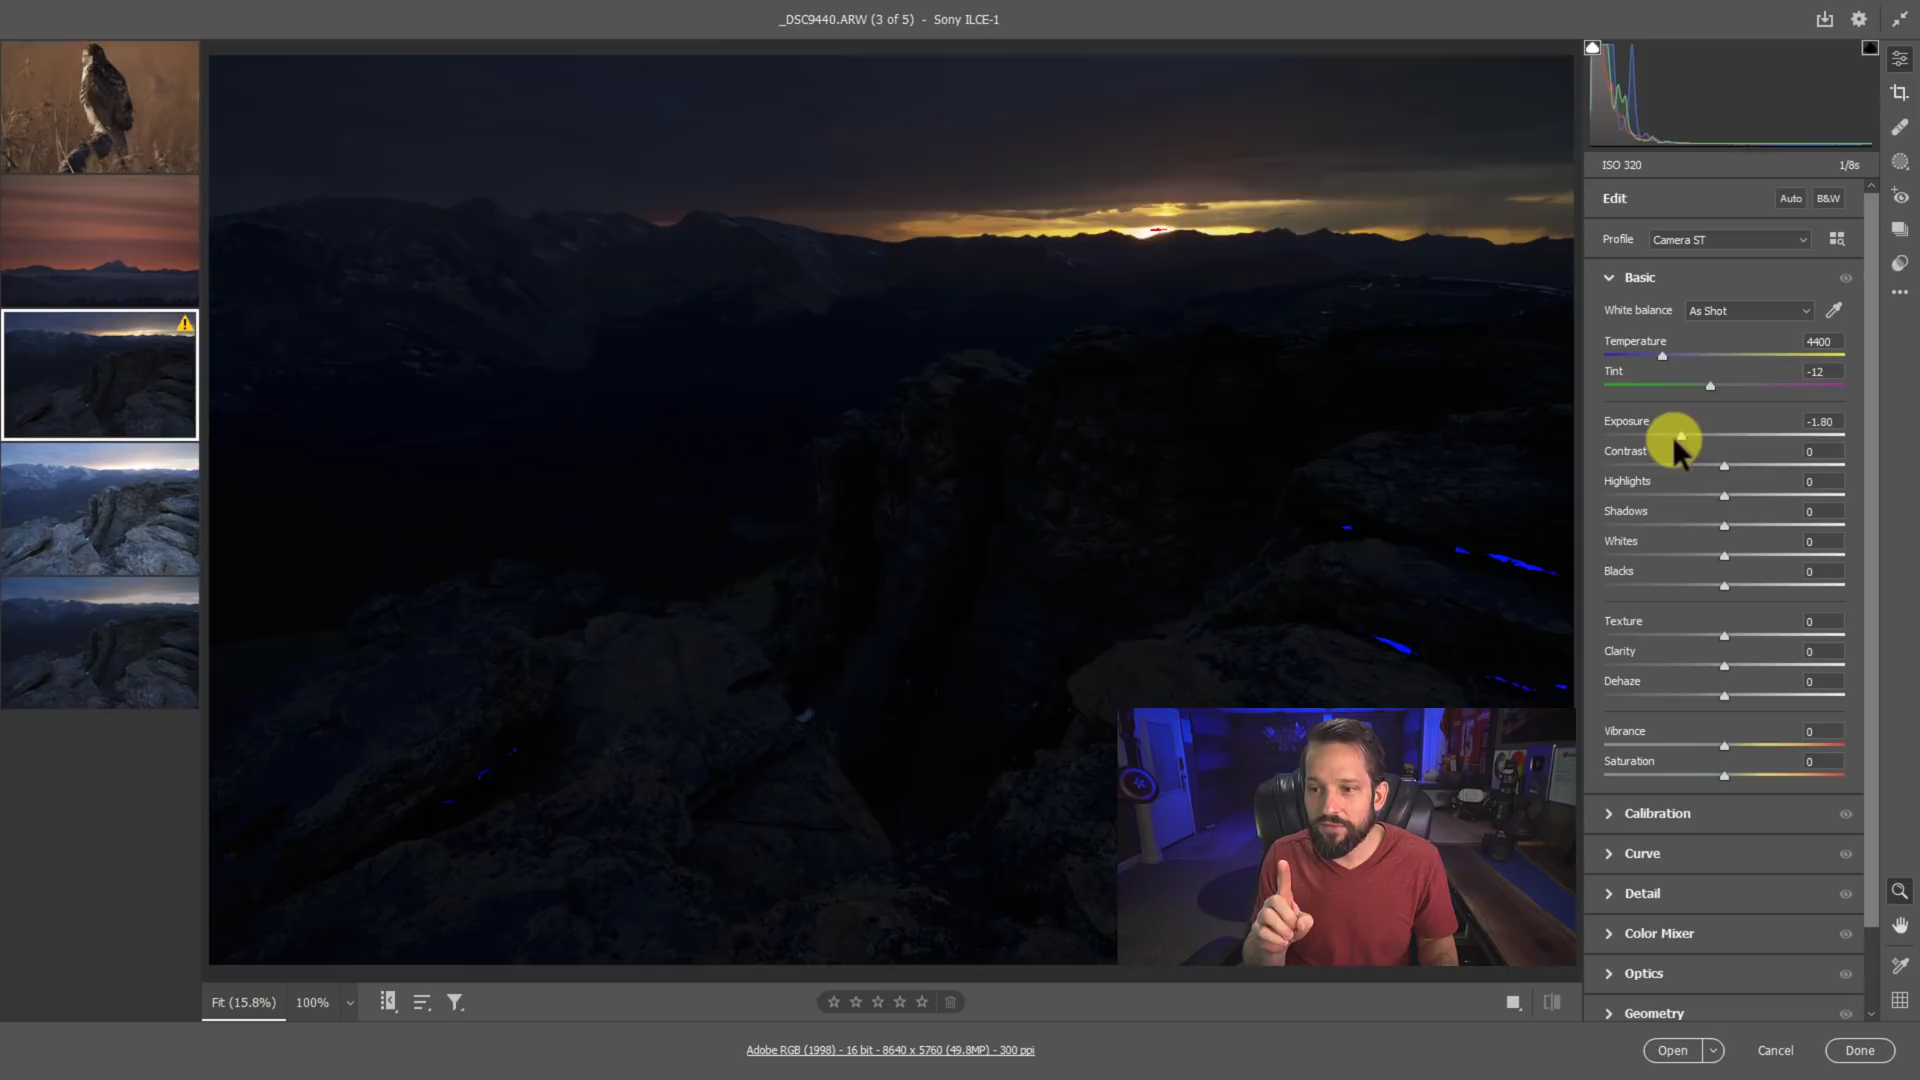 _DSC9440.ARW (3 of 5) - Sony ILCE-1
ISO 320 1/8s
Edit Auto B&W
Profile Camera ST
Basic
White balance As Shot
Temperature 4400
Tint -12
Exposure -1.80
Contrast 0
Highlights 0
Shadows 0
Whites 0
Blacks 0
Texture 0
Clarity 0
Dehaze 0
Vibrance 0
Saturation 0
Calibration
Curve
Detail
Color Mixer
Optics
Geometry
Fit (15.8%) 100%
Adobe RGB (1998) - 16 bit - 8640 x 5760 (49.8MP) - 300 ppi
Open Cancel Done